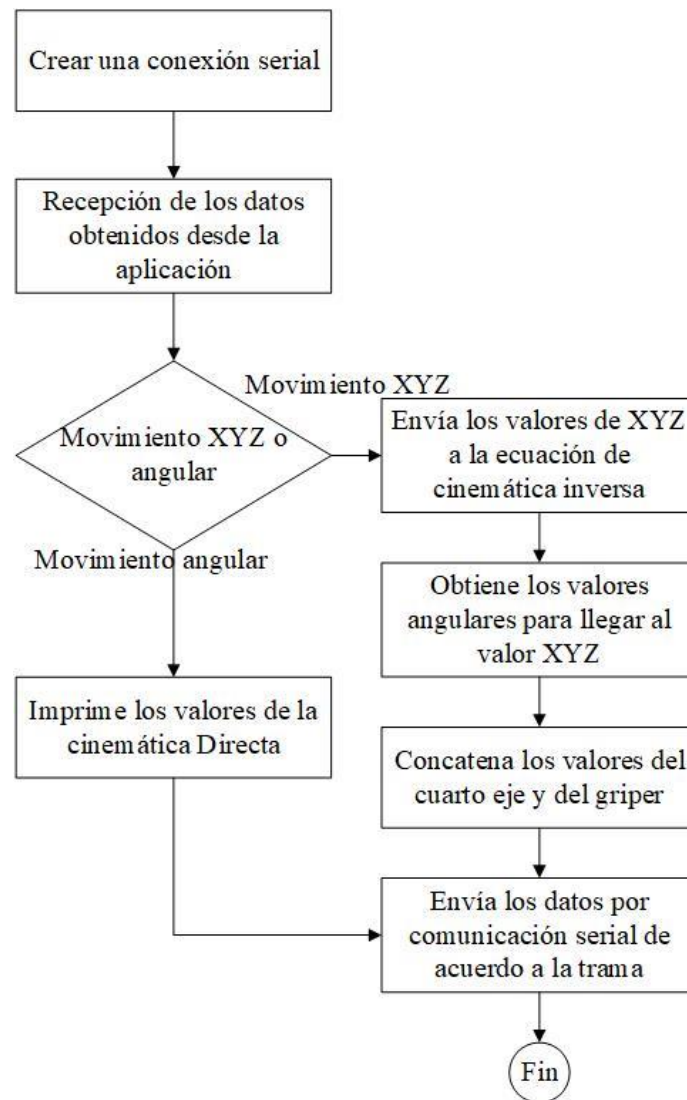 Crear una conexión serial
Recepción de los datos
obtenidos desde la
aplicación
Movimiento XYZ
Movimiento XYZ o
angular
Envía los valores de XYZ
a la ecuación de
cinemática inversa
Movimiento angular
Obtiene los valores
angulares para llegar al
valor XYZ
Imprime los valores de la
cinemática Directa
Concatena los valores del
cuarto eje y del griper
Envía los datos por
comunicación serial de
acuerdo a la trama
Fin